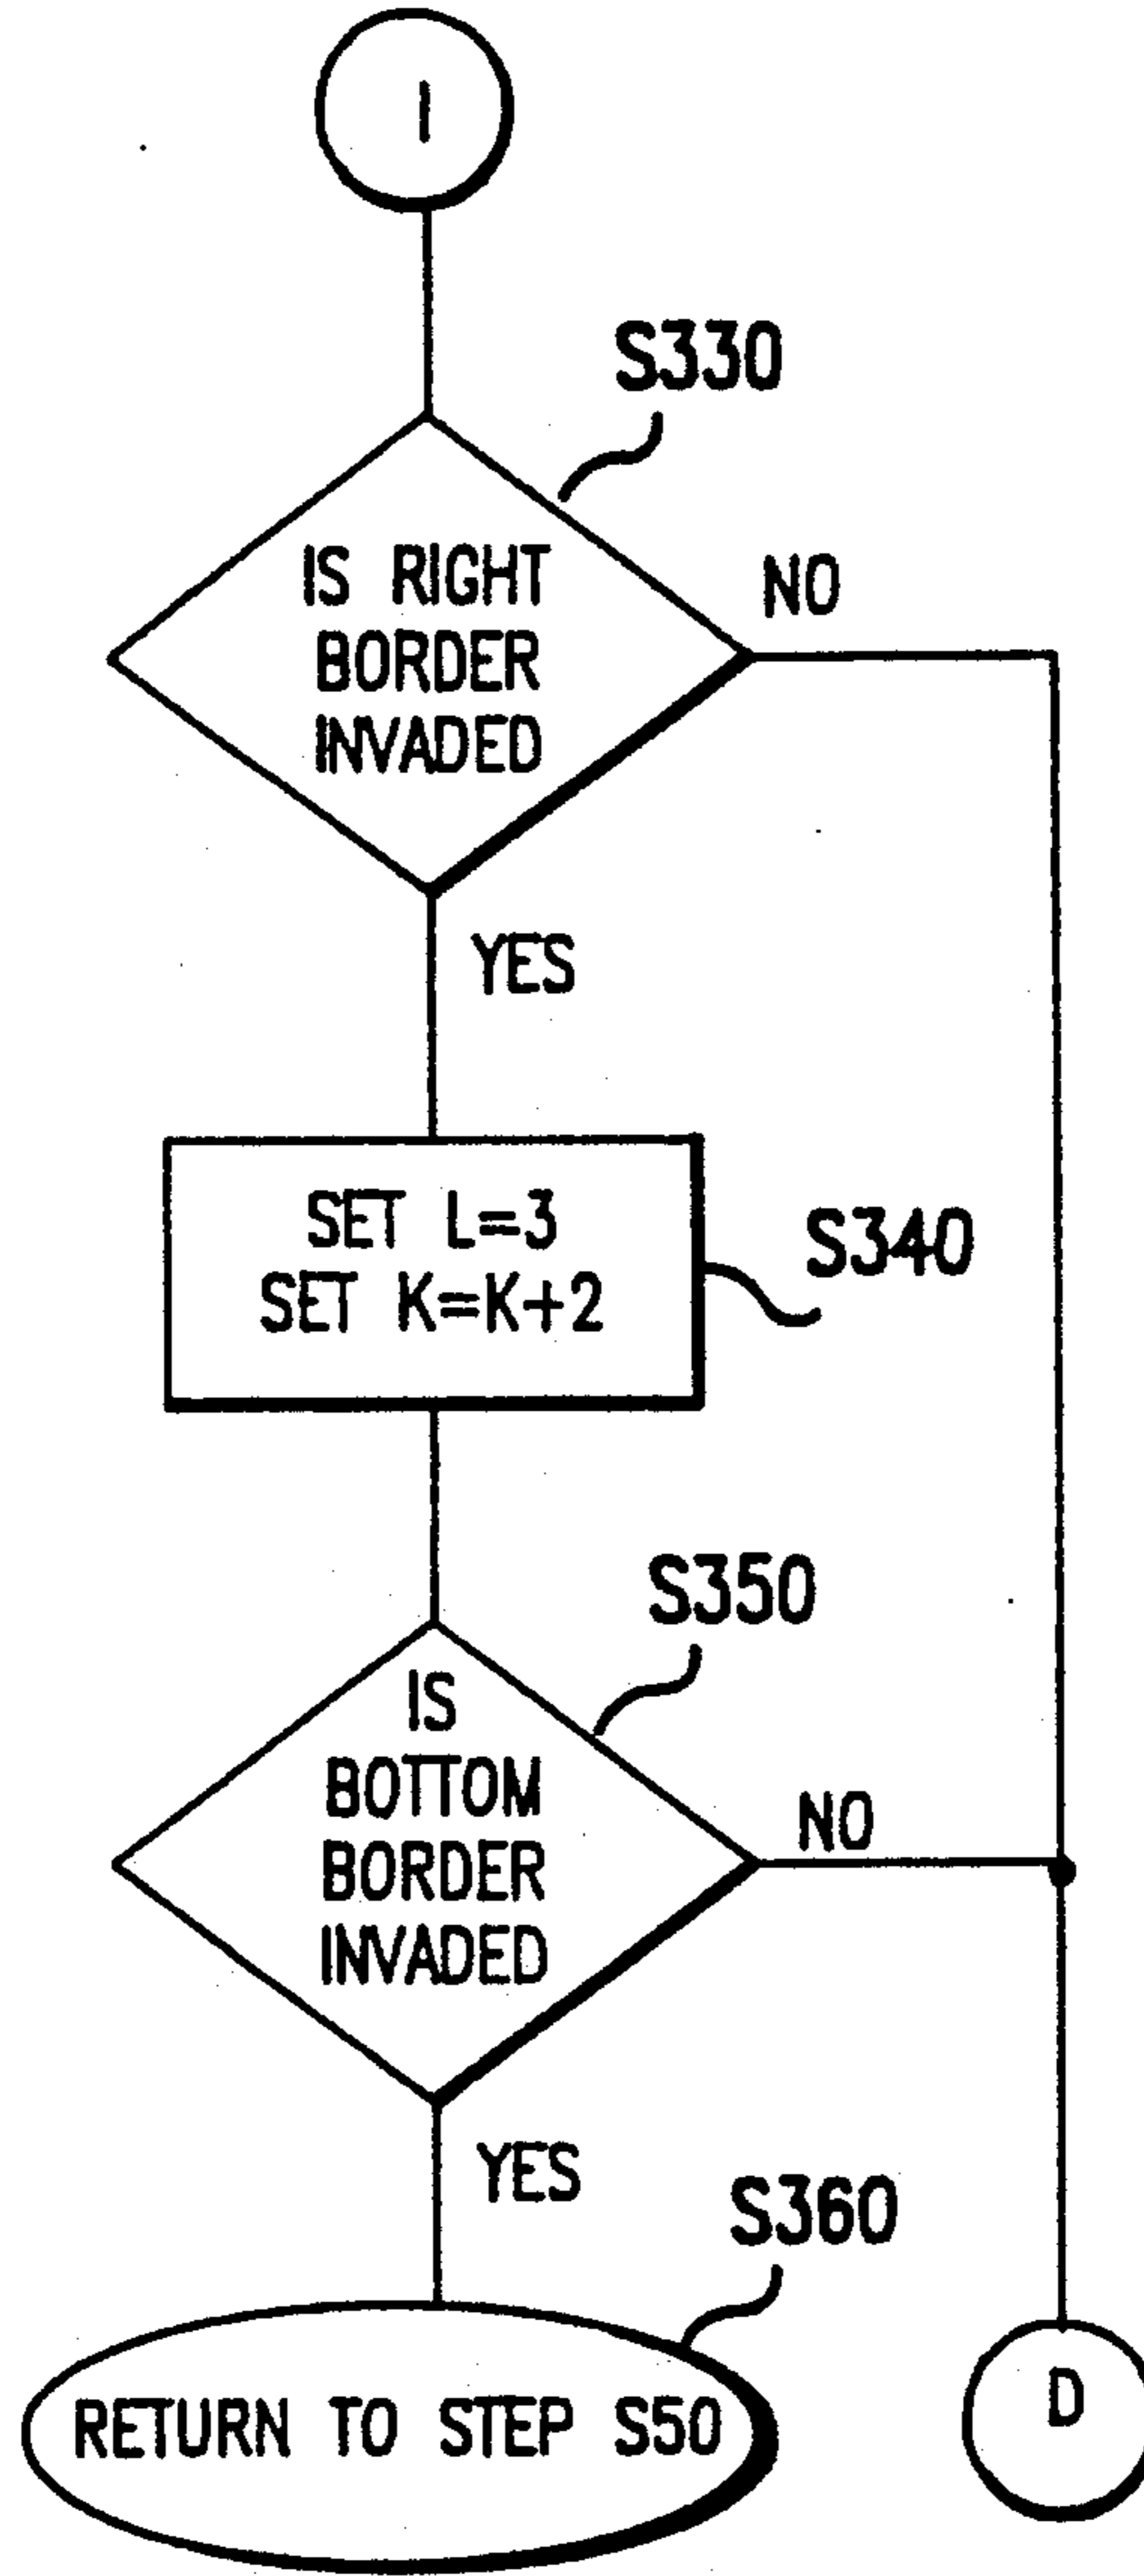 I
S330
IS RIGHT
BORDER
INVADED
NO
YES
SET L=3
SET K=K+2
S340
S350
IS
BOTTOM
BORDER
INVADED
NO
YES
S360
RETURN TO STEP S50
D